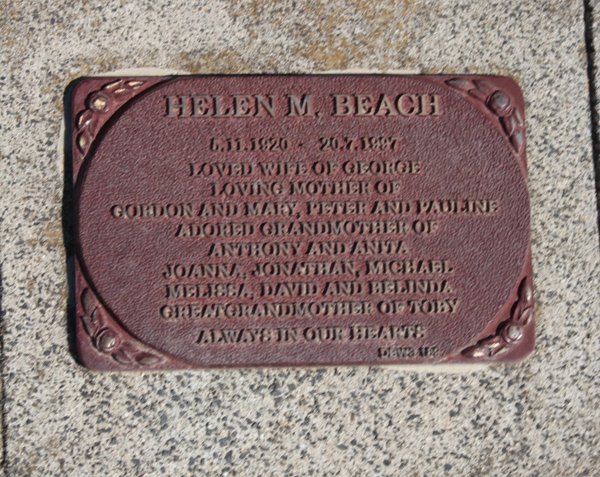 HELEN M. BEACH
5.11.1920 - 20.7.1997
LOVED WIFE OF GEORGE
LOVING MOTHER OF
GORDON AND MARY, PETER AND PAULINE
ADORED GRANDMOTHER OF
ANTHONY AND ANITA
JOANNA, JONATHAN, MICHAEL
MELISSA, DAVID AND BELINDA
GREATGRANDMOTHER OF TOBY
ALWAYS IN OUR HEARTS